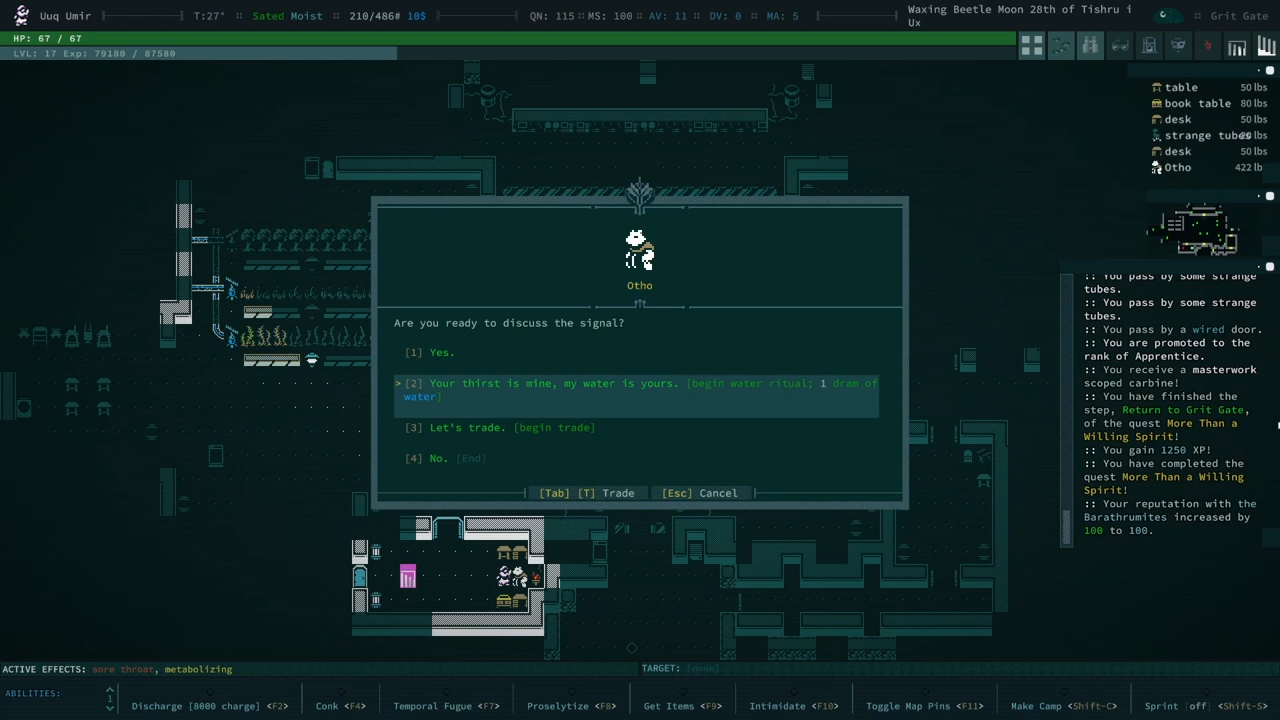 Uuq Umir
T:27° :: Sated Moist :: 210/486# 10$
QN: 115 :: MS: 100 :: AV: 11 :: DV: 0 :: MA: 5
Waxing Beetle Moon 28th of Tishru i
Ux
:: Grit Gate
HP: 67 / 67
LVL: 17 Exp: 79180 / 87580
table 50 lbs
book table 80 lbs
desk 50 lbs
strange tubes lbs
desk 50 lbs
Otho 422 lb
Otho
Are you ready to discuss the signal?
[1] Yes.
>[2] Your thirst is mine, my water is yours. [begin water ritual; 1 dram of
water]
[3] Let's trade. [begin trade]
[4] No. [End]
[Tab] [T] Trade [Esc] Cancel
:: You pass by some strange
tubes.
:: You pass by some strange
tubes.
:: You pass by a wired door.
:: You are promoted to the
rank of Apprentice.
:: You receive a masterwork
scoped carbine!
:: You have finished the
step, Return to Grit Gate,
of the quest More Than a
Willing Spirit!
:: You gain 1250 XP!
:: You have completed the
quest More Than a Willing
Spirit!
:: Your reputation with the
Barathrumites increased by
100 to 100.
ACTIVE EFFECTS: sore throat, metabolizing
TARGET: [none]
ABILITIES:
1
Discharge [8000 charge] <F2>
Conk <F4>
Temporal Fugue <F7>
Proselytize <F8>
Get Items <F9>
Intimidate <F10>
Toggle Map Pins <F11>
Make Camp <Shift-C>
Sprint [off] <Shift-S>